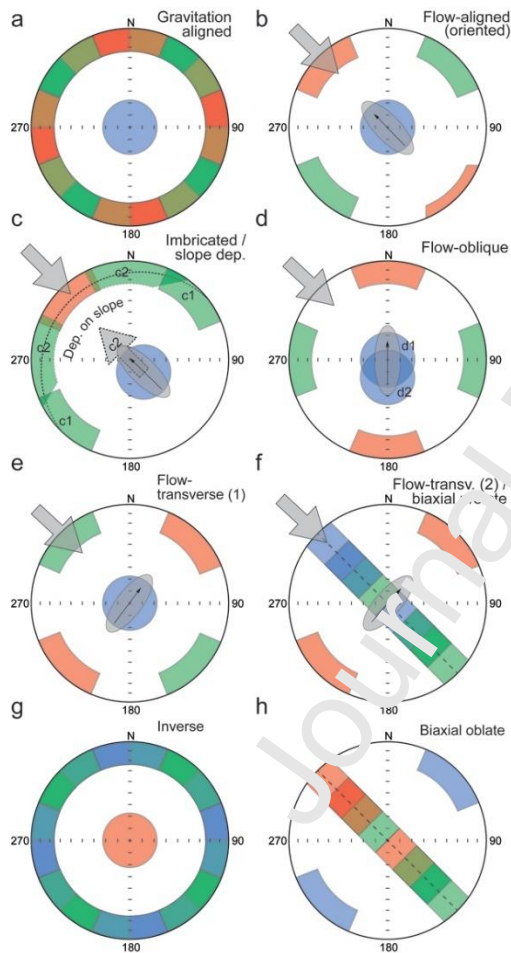 a
Gravitation
aligned
N
270
90
180
b
Flow-aligned
(oriented)
N
270
90
180
c
Imbricated /
slope dep.
N
c2
c1
Dep. on slope
c2
c2
c1
270
90
180
d
Flow-oblique
N
d1
d2
270
90
180
e
Flow-
transverse (1)
N
270
90
180
f
Flow-transv. (2) /
biaxial
N
270
90
180
g
Inverse
N
270
90
180
h
Biaxial oblate
N
270
90
180
Journal